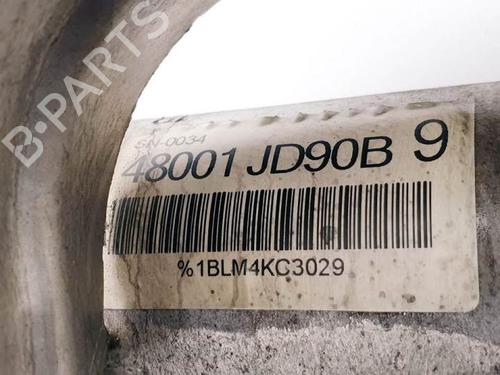 B-PARTS
SN-0034
48001 JD90B 9
%1BLM4KC3029